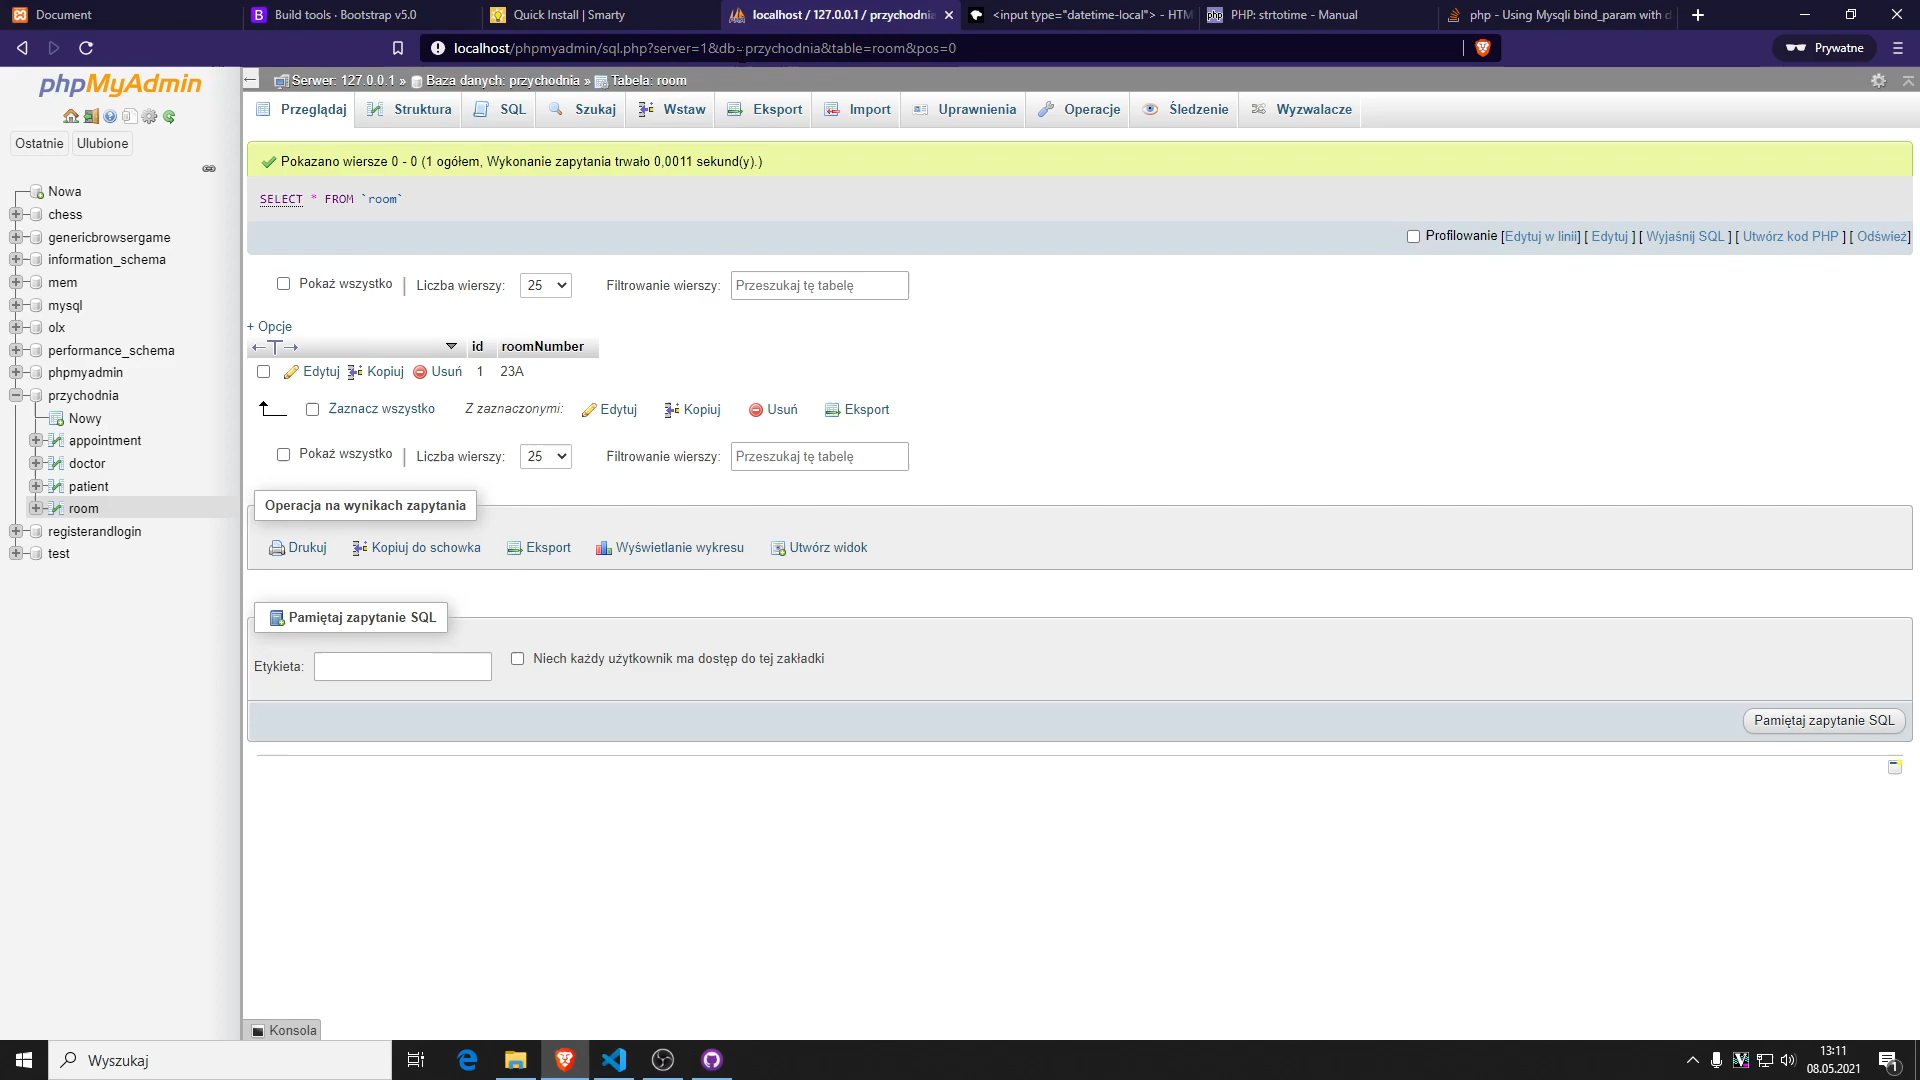 Document
Build tools · Bootstrap v5.0
Quick Install | Smarty
localhost / 127.0.0.1 / przychodnia
<input type="datetime-local"> - HTM
PHP: strtotime - Manual
php - Using Mysqli bind_param with d
localhost/phpmyadmin/sql.php?server=1&db=przychodnia&table=room&pos=0
Prywatne
phpMyAdmin
Ostatnie
Ulubione
Nowa
chess
genericbrowsergame
information_schema
mem
mysql
olx
performance_schema
phpmyadmin
przychodnia
Nowy
appointment
doctor
patient
room
registerandlogin
test
Serwer: 127.0.0.1 » Baza danych: przychodnia » Tabela: room
Przeglądaj Struktura SQL Szukaj Wstaw Eksport Import Uprawnienia Operacje Śledzenie Wyzwalacze
Pokazano wiersze 0 - 0 (1 ogółem, Wykonanie zapytania trwało 0,0011 sekund(y).)
SELECT * FROM `room`
Profilowanie [Edytuj w linii] [ Edytuj ] [ Wyjaśnij SQL ] [ Utwórz kod PHP ] [ Odśwież]
Pokaż wszystko | Liczba wierszy: 25 Filtrowanie wierszy: Przeszukaj tę tabelę
+ Opcje
id roomNumber
Edytuj Kopiuj Usuń 1 23A
Zaznacz wszystko Z zaznaczonymi: Edytuj Kopiuj Usuń Eksport
Pokaż wszystko | Liczba wierszy: 25 Filtrowanie wierszy: Przeszukaj tę tabelę
Operacja na wynikach zapytania
Drukuj Kopiuj do schowka Eksport Wyświetlanie wykresu Utwórz widok
Pamiętaj zapytanie SQL
Etykieta: Niech każdy użytkownik ma dostęp do tej zakładki
Pamiętaj zapytanie SQL
Konsola
Wyszukaj
13:11
08.05.2021
1